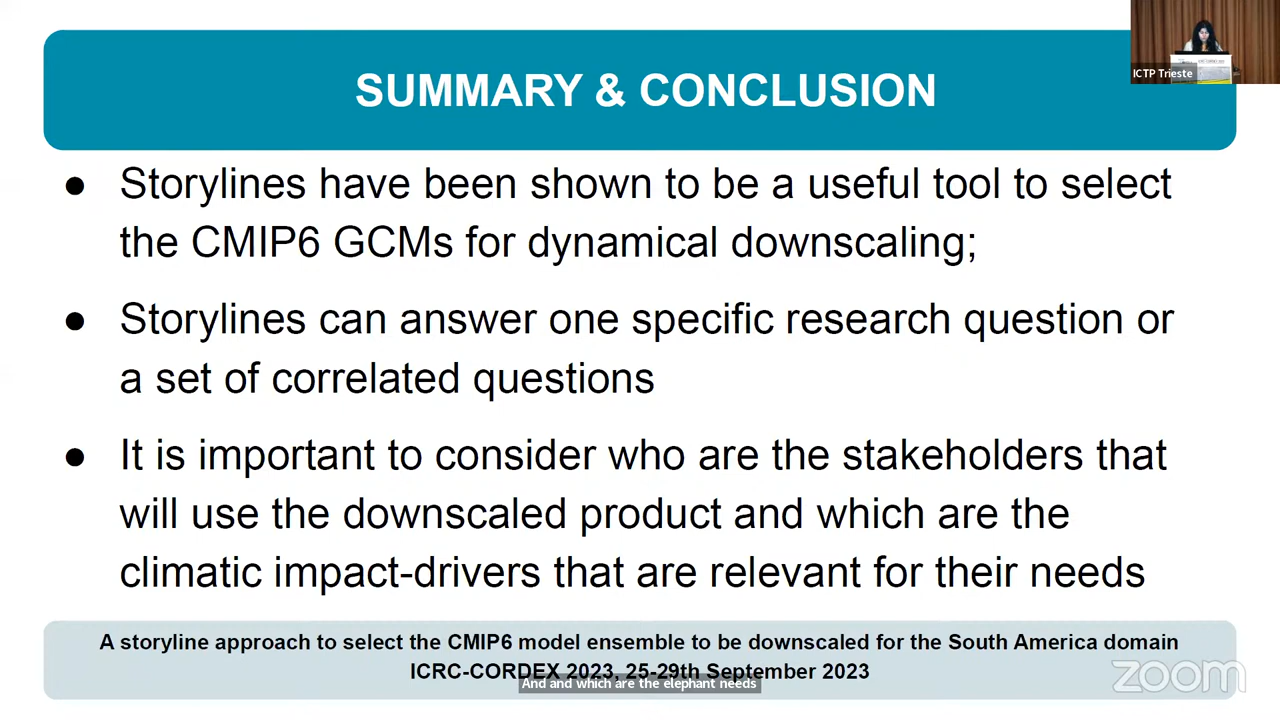 SUMMARY & CONCLUSION
ICTP Trieste
● Storylines have been shown to be a useful tool to select
the CMIP6 GCMs for dynamical downscaling;
● Storylines can answer one specific research question or
a set of correlated questions
● It is important to consider who are the stakeholders that
will use the downscaled product and which are the
climatic impact-drivers that are relevant for their needs
A storyline approach to select the CMIP6 model ensemble to be downscaled for the South America domain
ICRC-CORDEX 2023, 25-29th September 2023
And and which are the elephant needs
zoom